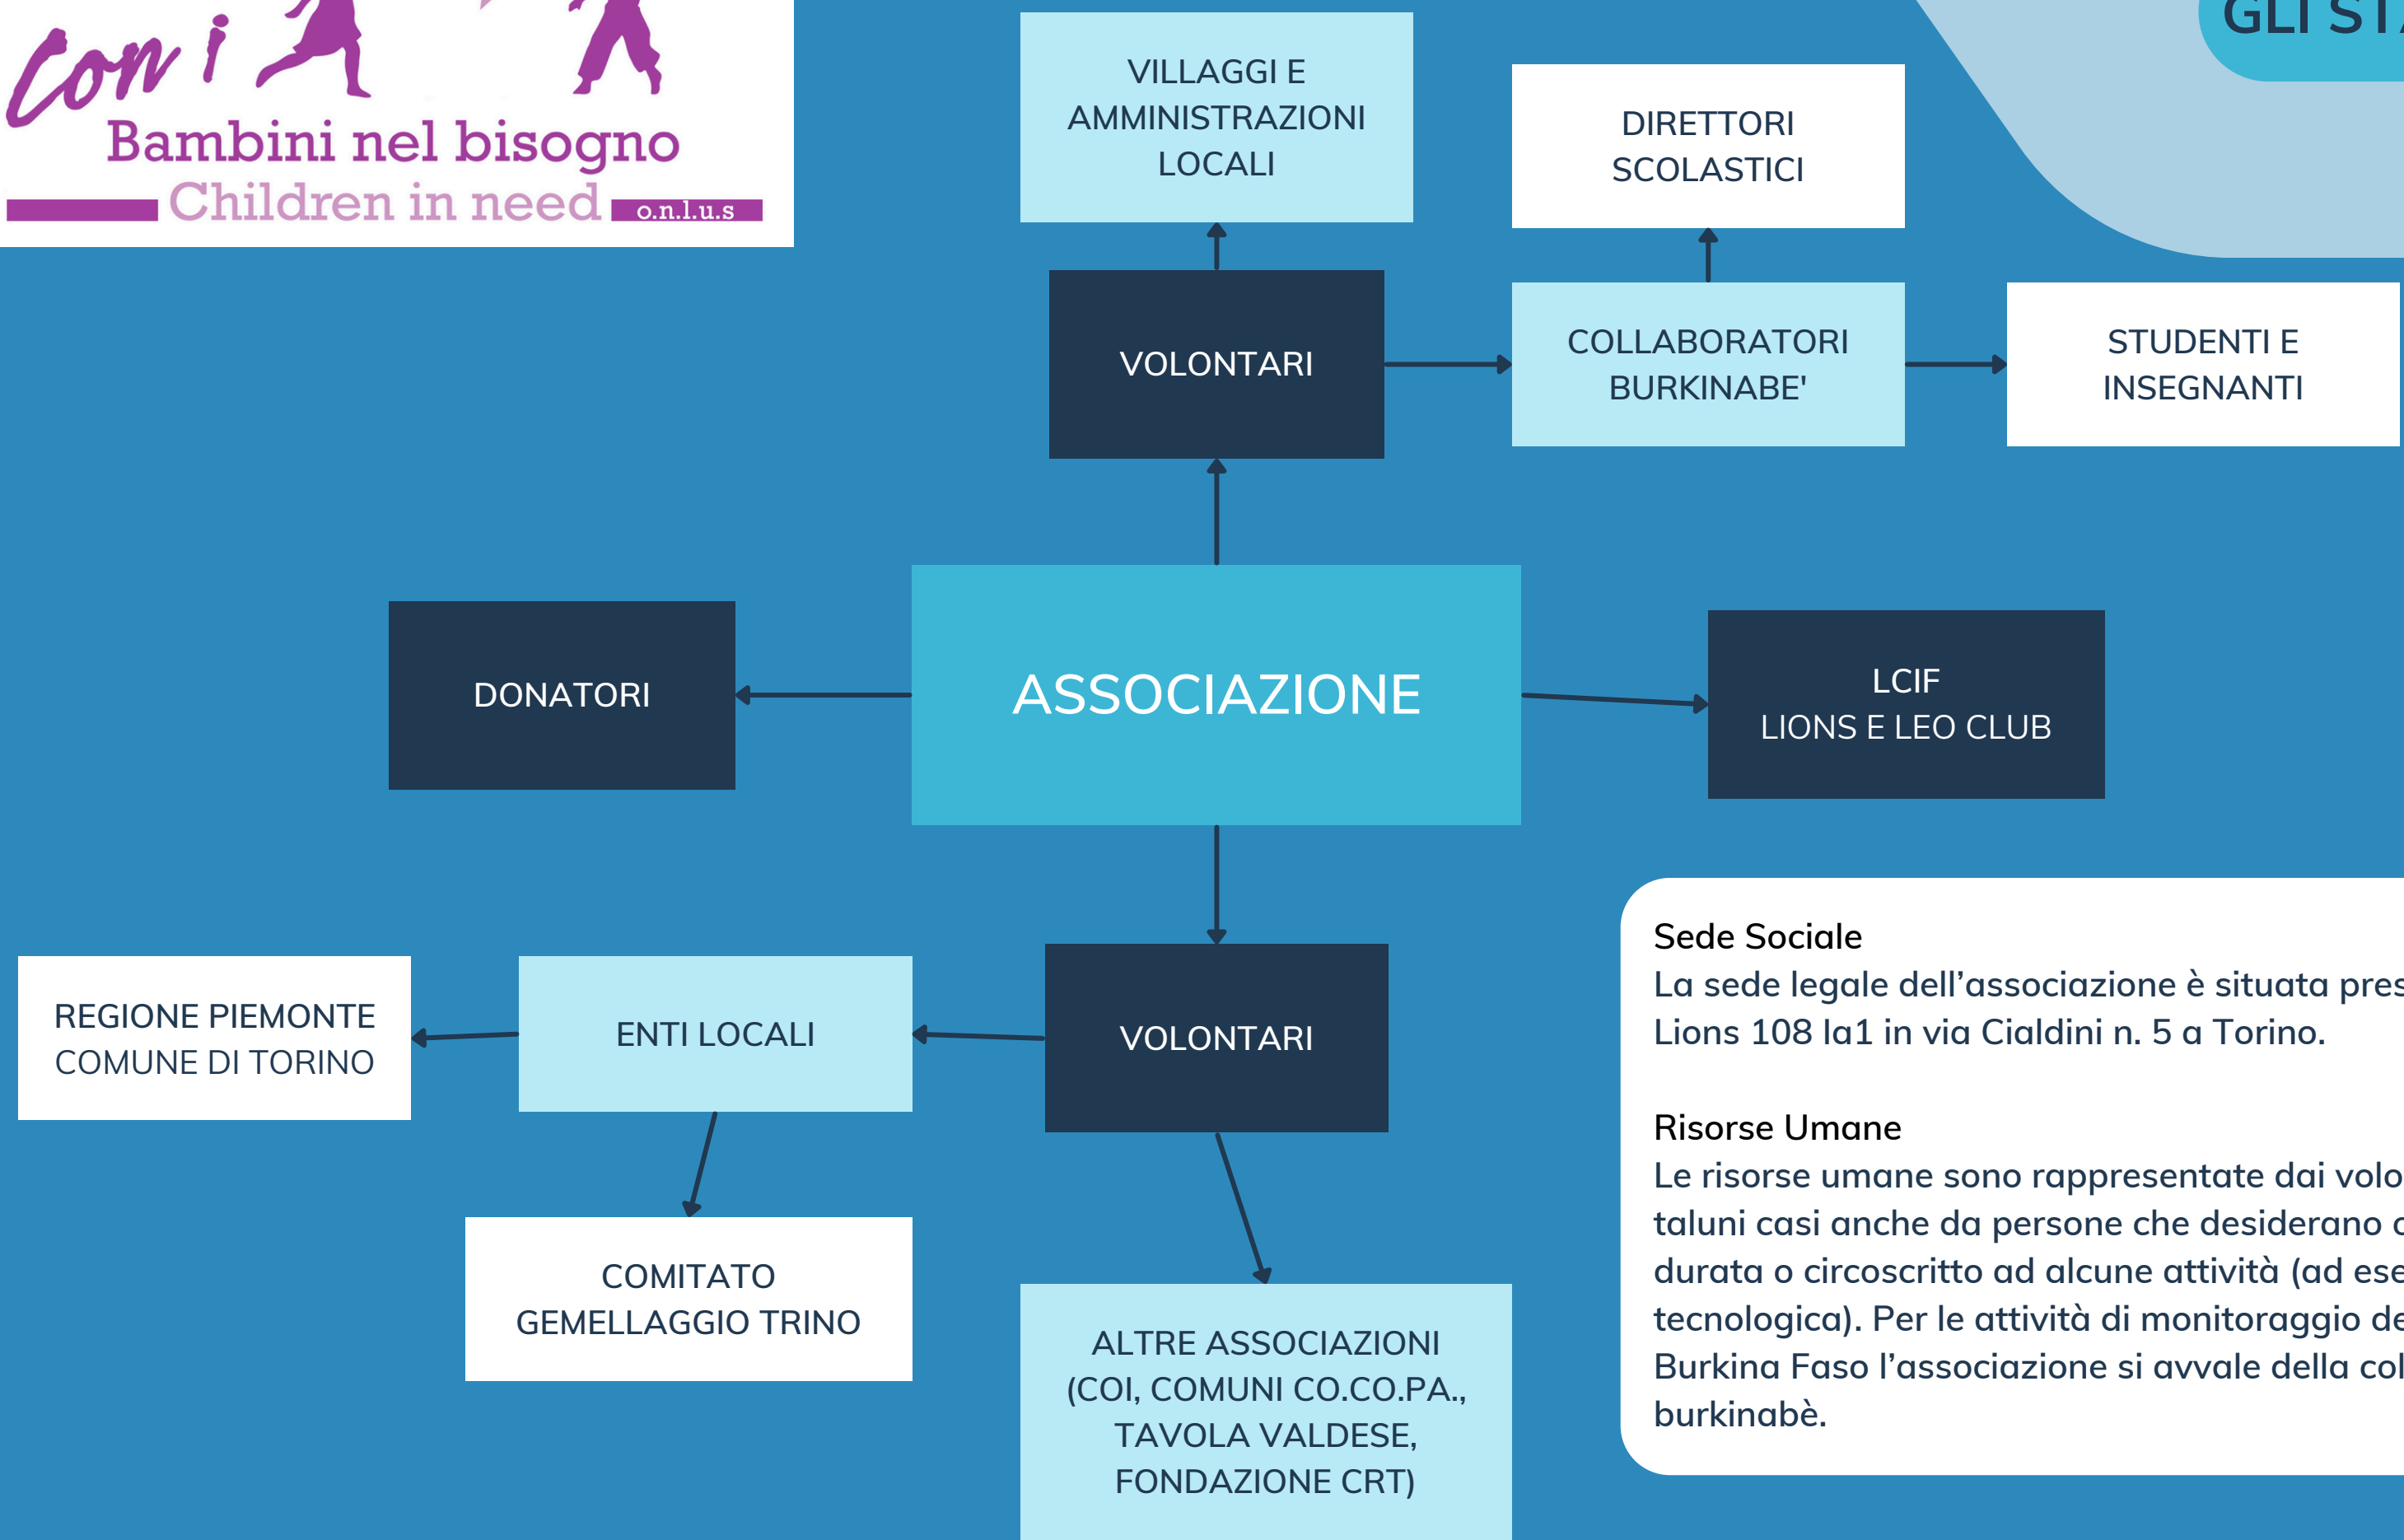 con i
Bambini nel bisogno
Children in need
o.n.l.u.s
GLI
VILLAGGI E
AMMINISTRAZIONI
LOCALI
DIRETTORI
SCOLASTICI
VOLONTARI
COLLABORATORI
BURKINABE'
STUDENTI E
INSEGNANTI
DONATORI
ASSOCIAZIONE
LCIF
LIONS E LEO CLUB
REGIONE PIEMONTE
COMUNE DI TORINO
ENTI LOCALI
VOLONTARI
COMITATO
GEMELLAGGIO TRINO
ALTRE ASSOCIAZIONI
(COI, COMUNI CO.CO.PA.,
TAVOLA VALDESE,
FONDAZIONE CRT)
Sede Sociale
La sede legale dell’associazione è situata
Lions 108 Ia1 in via Cialdini n. 5 a Torino.
Risorse Umane
Le risorse umane sono rappresentate dai
taluni casi anche da persone che desiderano
durata o circoscritto ad alcune attività (ad
tecnologica). Per le attività di monitoraggio
Burkina Faso l’associazione si avvale della
burkinabè.